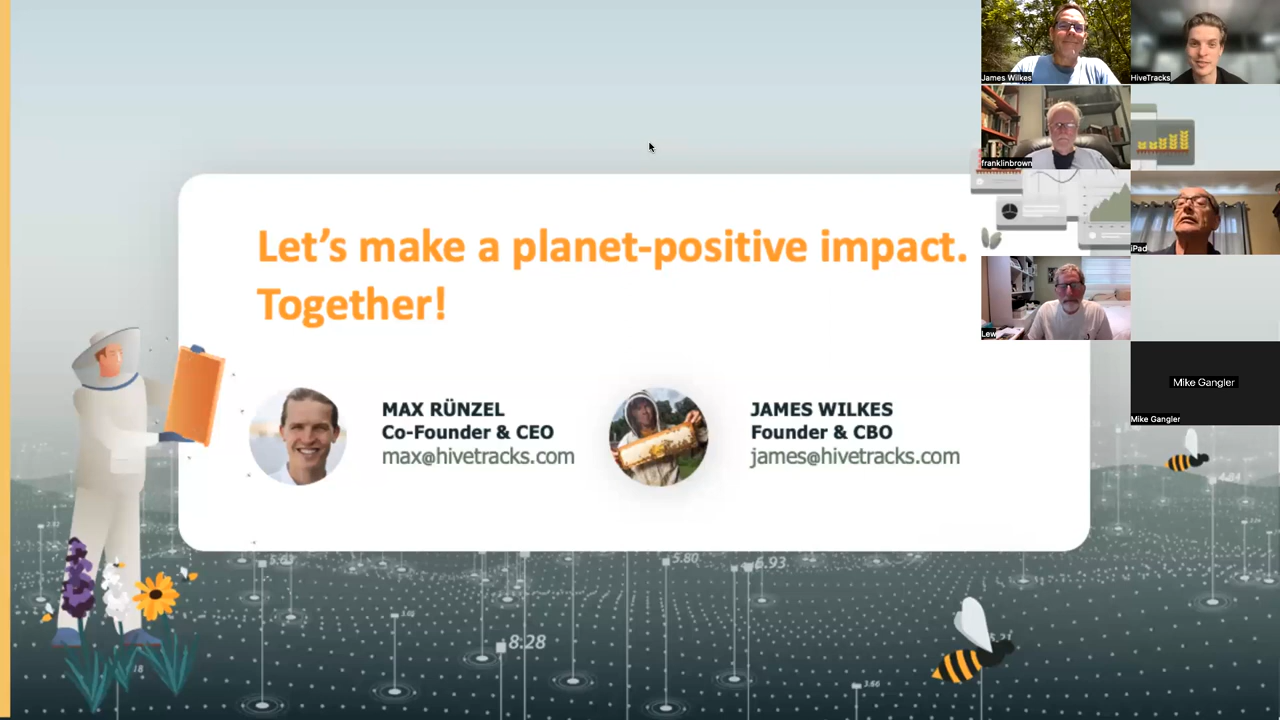 James Wilkes
HiveTracks
franklinbrown
iPad
Lew
Mike Gangler
Mike Gangler
Let's make a planet-positive impact.
Together!
MAX RÜNZEL
Co-Founder & CEO
max@hivetracks.com
JAMES WILKES
Founder & CBO
james@hivetracks.com
5.80
6.93
8:28